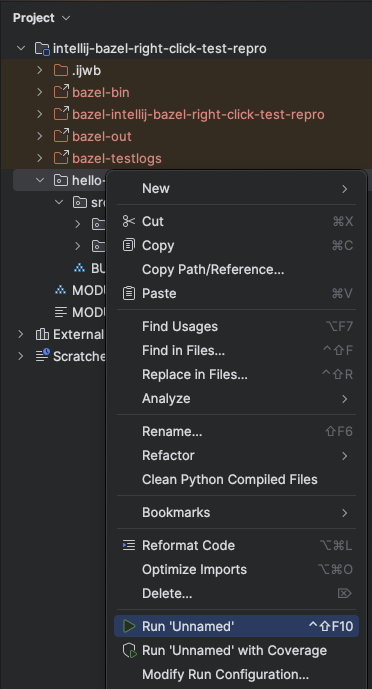 Project
intellij-bazel-right-click-test-repro
.ijwb
bazel-bin
bazel-intellij-bazel-right-click-test-repro
bazel-out
bazel-testlogs
hello-
New
src
Cut ⌘X
Copy ⌘C
Copy Path/Reference...
BU
MODU
Paste ⌘V
MODU
Find Usages ⌥F7
External
Find in Files... ⌃⇧F
Scratche
Replace in Files... ⌃⇧R
Analyze
Rename... ⇧F6
Refactor
Clean Python Compiled Files
Bookmarks
Reformat Code ⌥⌘L
Optimize Imports ⌥⌘O
Delete... ⌦
Run 'Unnamed' ⌃⇧F10
Run 'Unnamed' with Coverage
Modify Run Configuration...